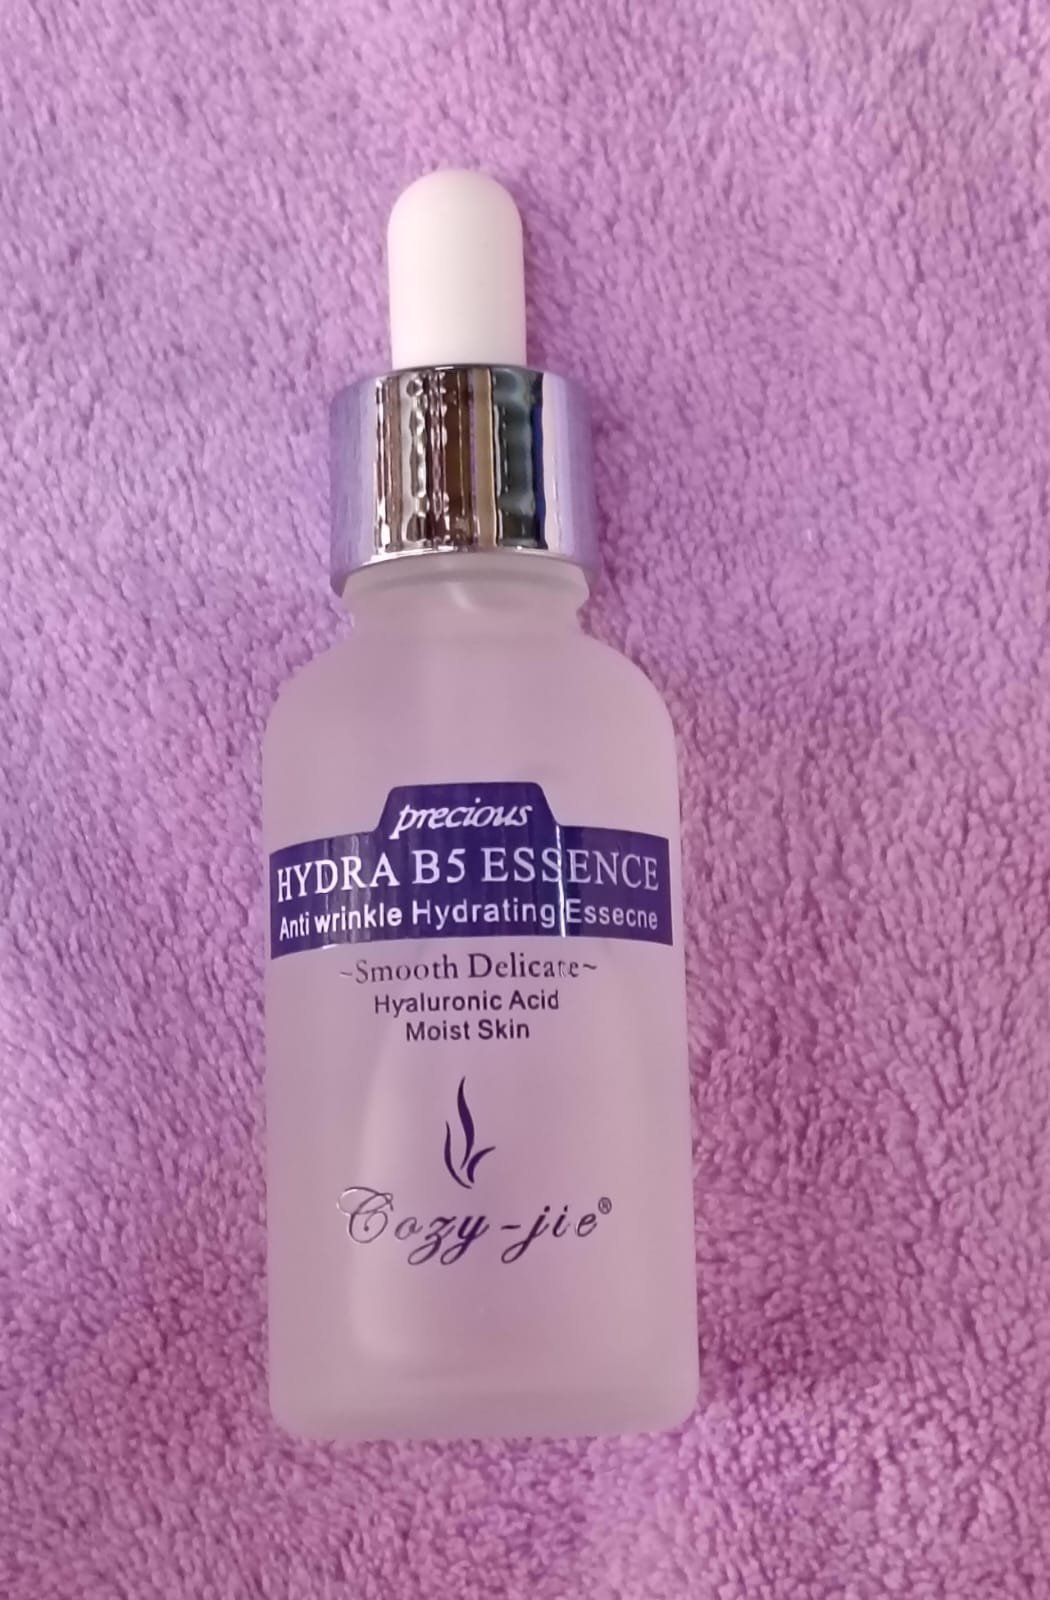 precious
HYDRA B5 ESSENCE
Anti wrinkle Hydrating Essecne
~Smooth Delicate~
Hyaluronic Acid
Moist Skin
Cozy-jie®